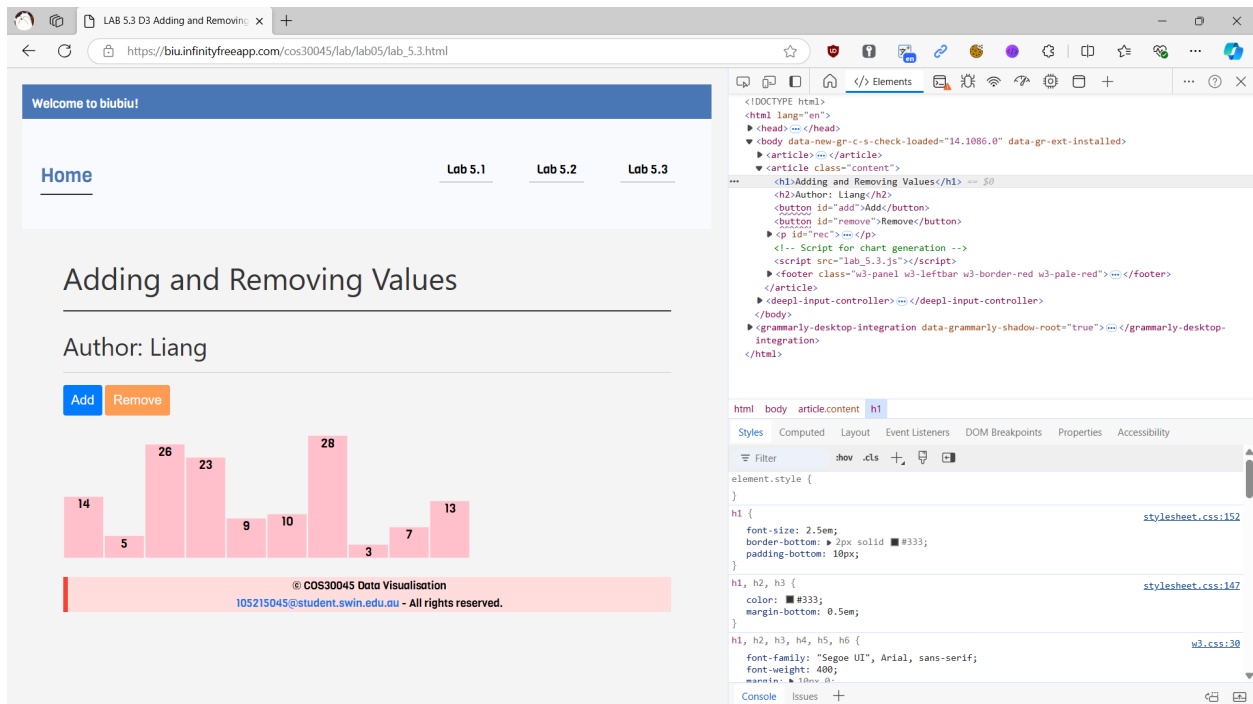 LAB 5.3 D3 Adding and Removing
https://biu.infinityfreeapp.com/cos30045/lab/lab05/lab_5.3.html
en
Welcome to biubiu!
Home
Lab 5.1
Lab 5.2
Lab 5.3
Adding and Removing Values
Author: Liang
Add
Remove
14
5
26
23
9
10
28
3
7
13
© COS30045 Data Visualisation
105215045@student.swin.edu.au - All rights reserved.
</> Elements
<!DOCTYPE html>
<html lang="en">
<head>…</head>
<body data-new-gr-c-s-check-loaded="14.1086.0" data-gr-ext-installed>
<article>…</article>
<article class="content">
… <h1>Adding and Removing Values</h1> == $0
<h2>Author: Liang</h2>
<button id="add">Add</button>
<button id="remove">Remove</button>
<p id="rec">…</p>
<!-- Script for chart generation -->
<script src="lab_5.3.js"></script>
<footer class="w3-panel w3-leftbar w3-border-red w3-pale-red">…</footer>
</article>
<deepl-input-controller>…</deepl-input-controller>
</body>
<grammarly-desktop-integration data-grammarly-shadow-root="true">…</grammarly-desktop-
integration>
</html>
html body article.content h1
Styles Computed Layout Event Listeners DOM Breakpoints Properties Accessibility
Filter :hov .cls
element.style {
}
h1 { stylesheet.css:152
font-size: 2.5em;
border-bottom: 2px solid #333;
padding-bottom: 10px;
}
h1, h2, h3 { stylesheet.css:147
color: #333;
margin-bottom: 0.5em;
}
h1, h2, h3, h4, h5, h6 { w3.css:30
font-family: "Segoe UI", Arial, sans-serif;
font-weight: 400;
margin: 10px 0;
Console Issues